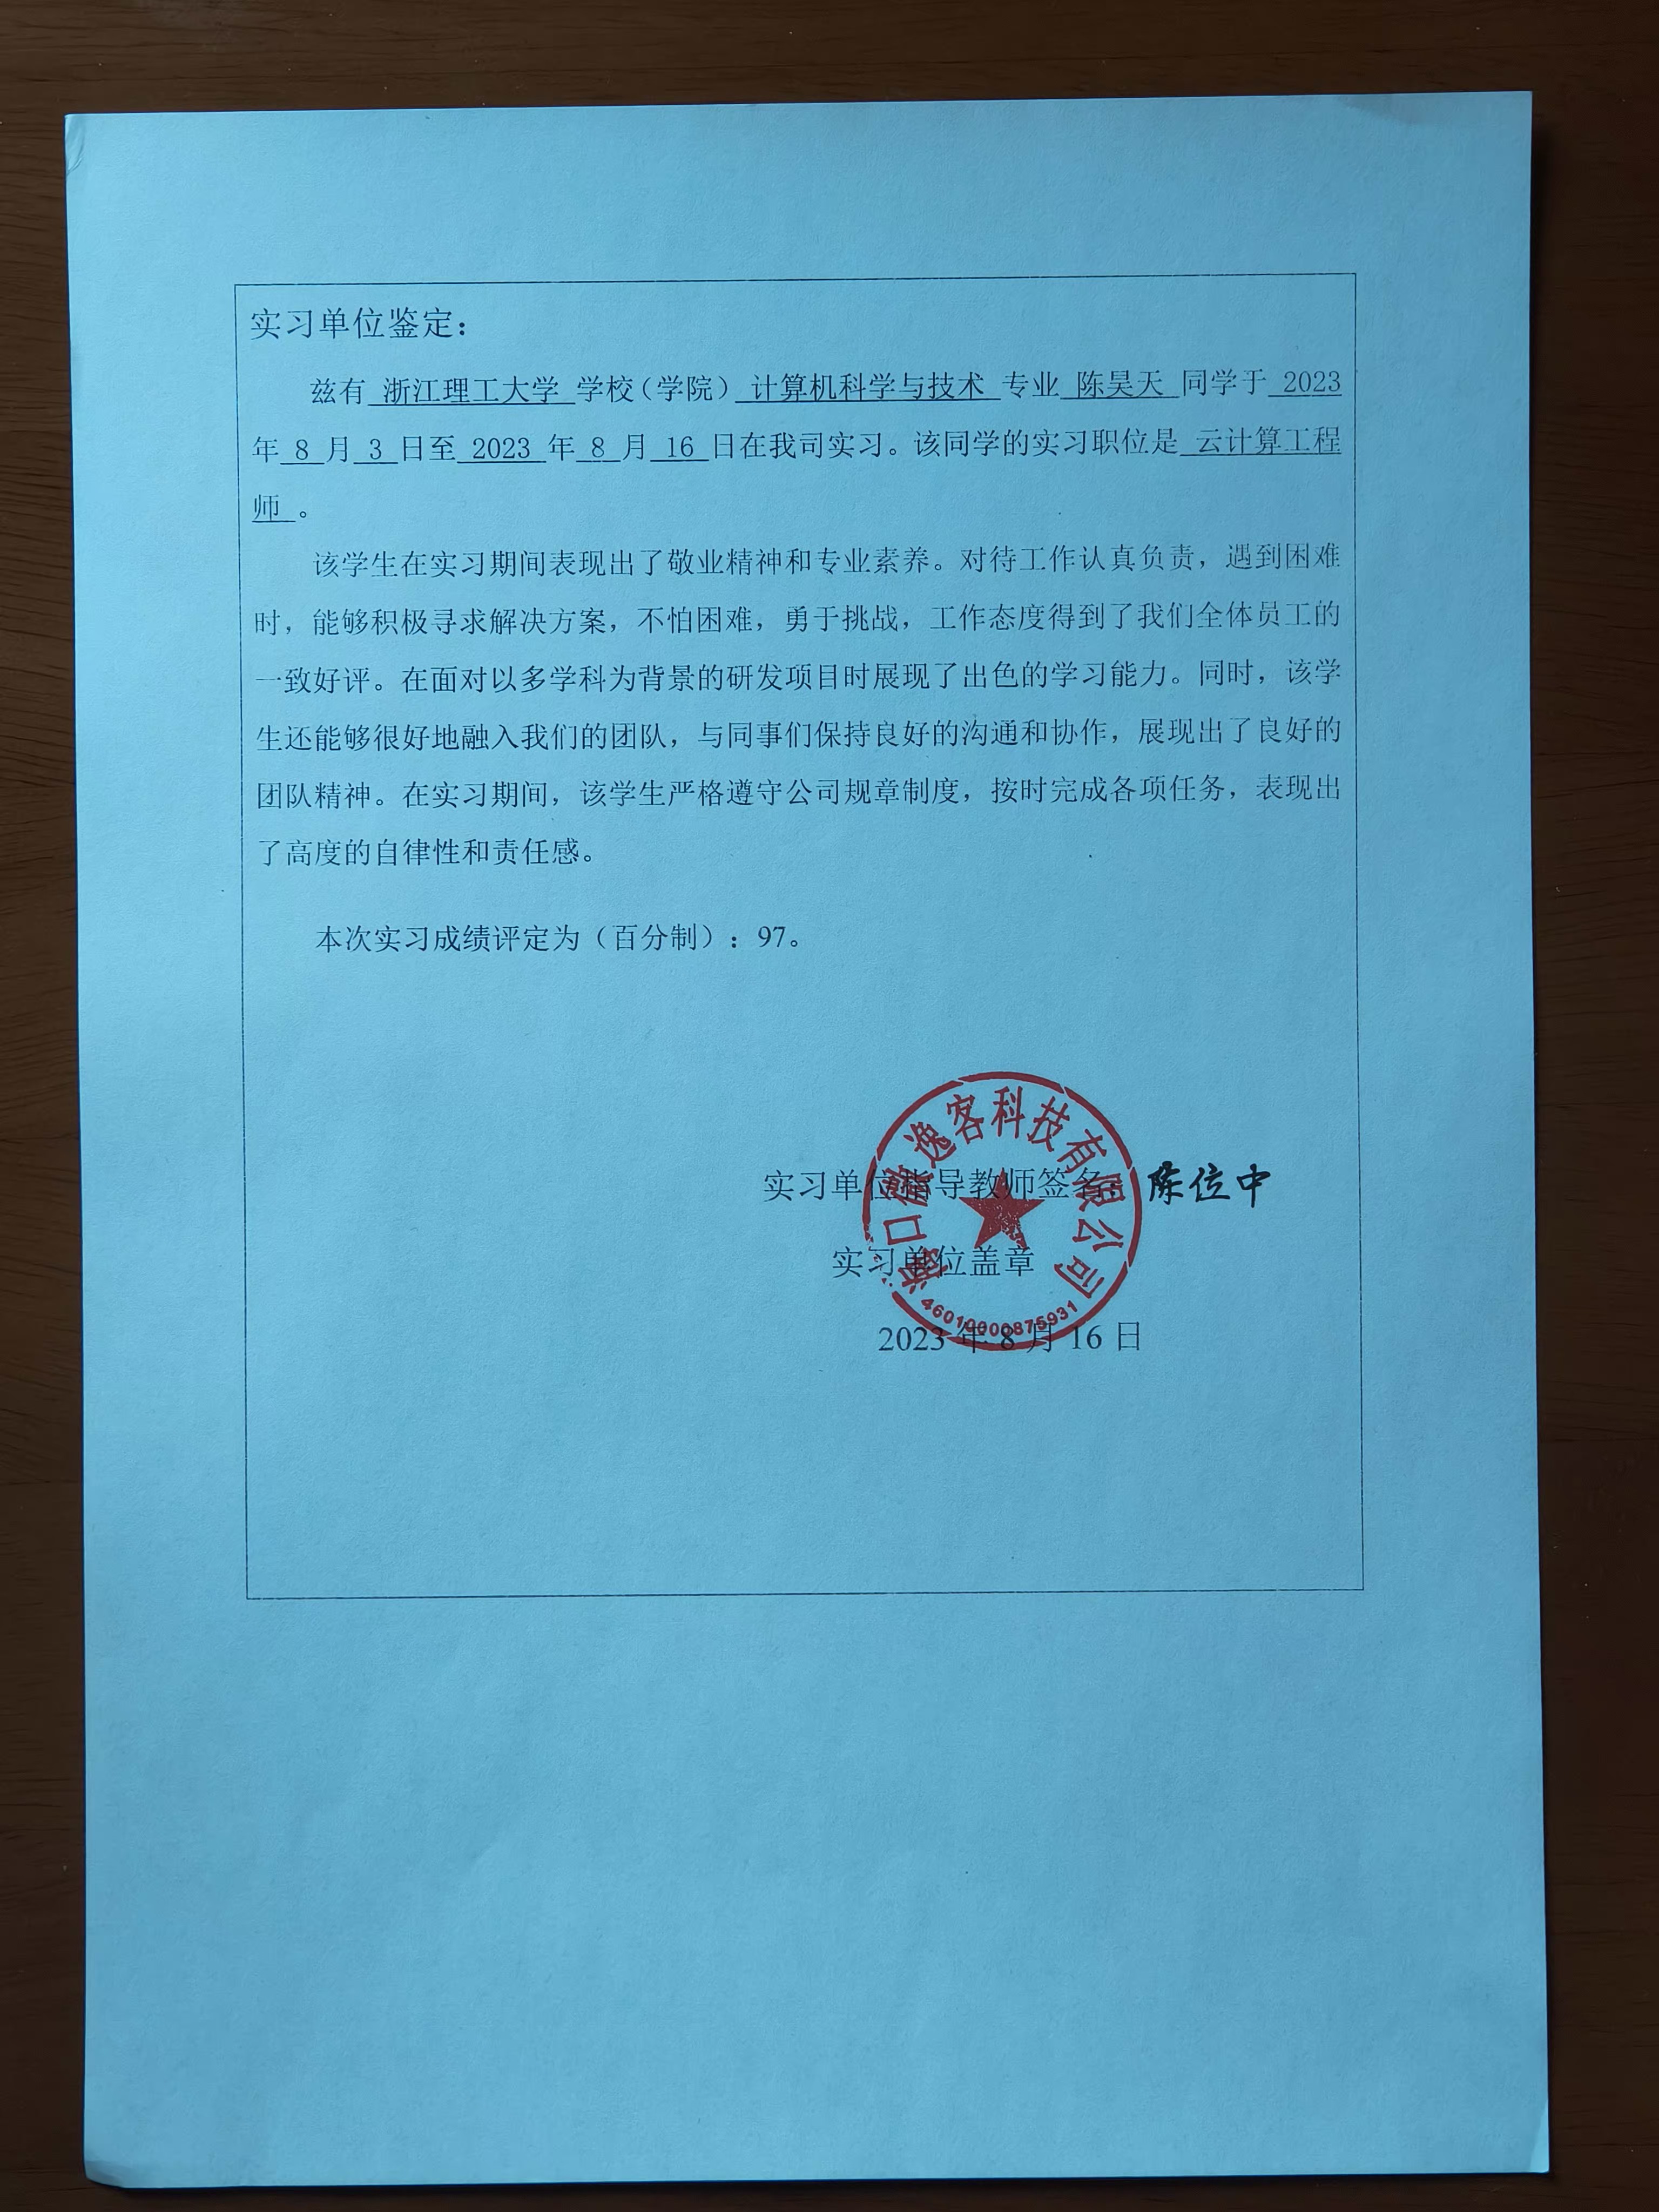 实习单位鉴定：
兹有 浙江理工大学 学校（学院） 计算机科学与技术 专业 陈昊天 同学于 2023
年 8 月 3 日至 2023 年 8 月 16 日在我司实习。该同学的实习职位是 云计算工程
师 。
该学生在实习期间表现出了敬业精神和专业素养。对待工作认真负责，遇到困难
时，能够积极寻求解决方案，不怕困难，勇于挑战，工作态度得到了我们全体员工的
一致好评。在面对以多学科为背景的研发项目时展现了出色的学习能力。同时，该学
生还能够很好地融入我们的团队，与同事们保持良好的沟通和协作，展现出了良好的
团队精神。在实习期间，该学生严格遵守公司规章制度，按时完成各项任务，表现出
了高度的自律性和责任感。
本次实习成绩评定为（百分制）：97。
海口 逸客科技有限公司
实习单位指导教师签名：陈位中
实习单位盖章
46010000875931
2023 年 8 月 16 日